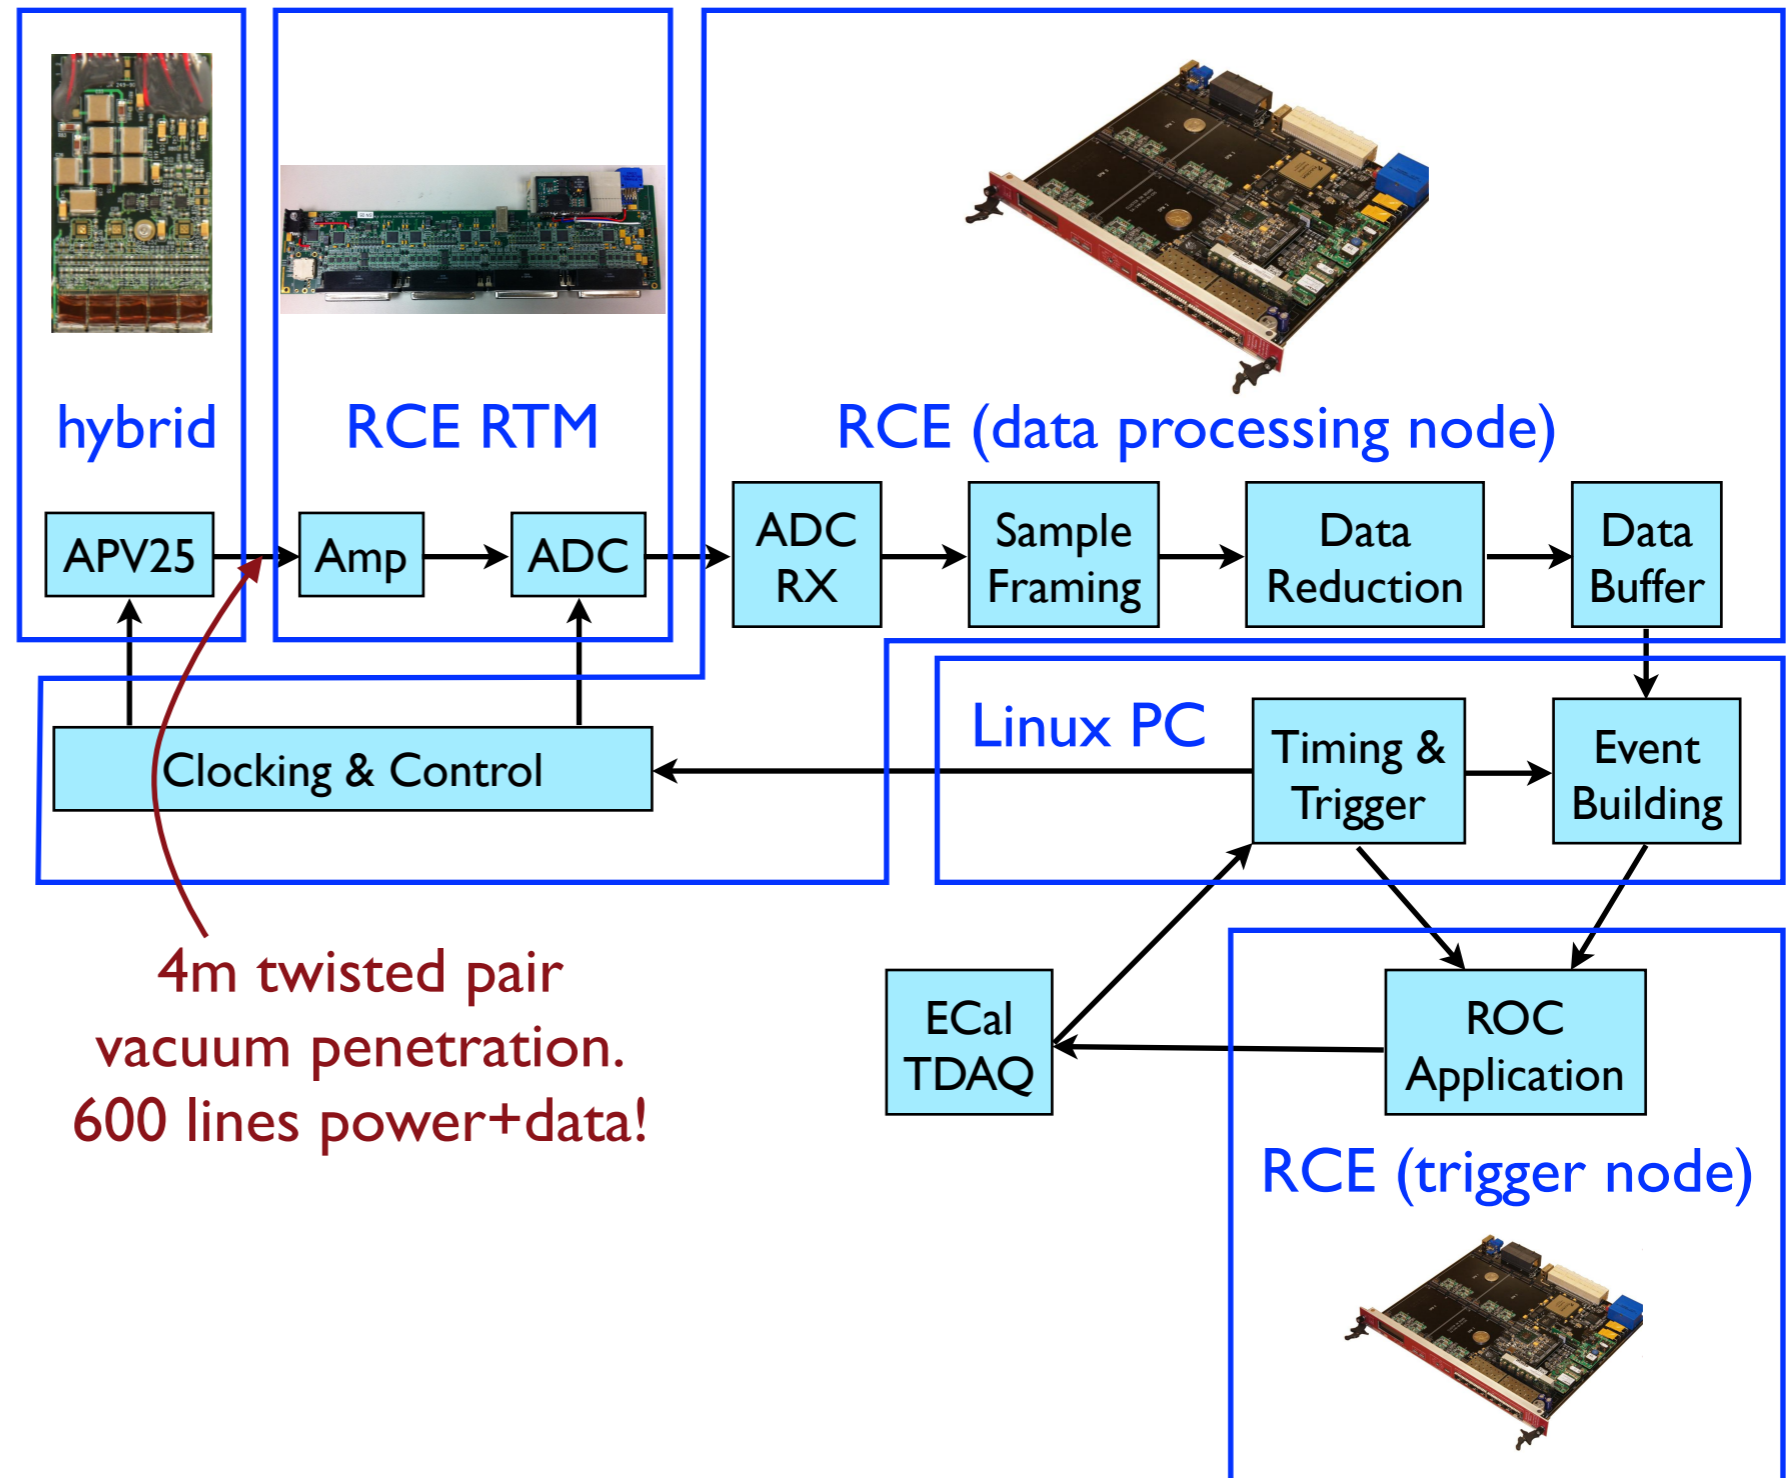 hybrid
RCE RTM
RCE (data processing node)
APV25
Amp
ADC
ADC
RX
Sample
Framing
Data
Reduction
Data
Buffer
Clocking & Control
Linux PC
Timing &
Trigger
Event
Building
4m twisted pair
vacuum penetration.
600 lines power+data!
ECal
TDAQ
ROC
Application
RCE (trigger node)